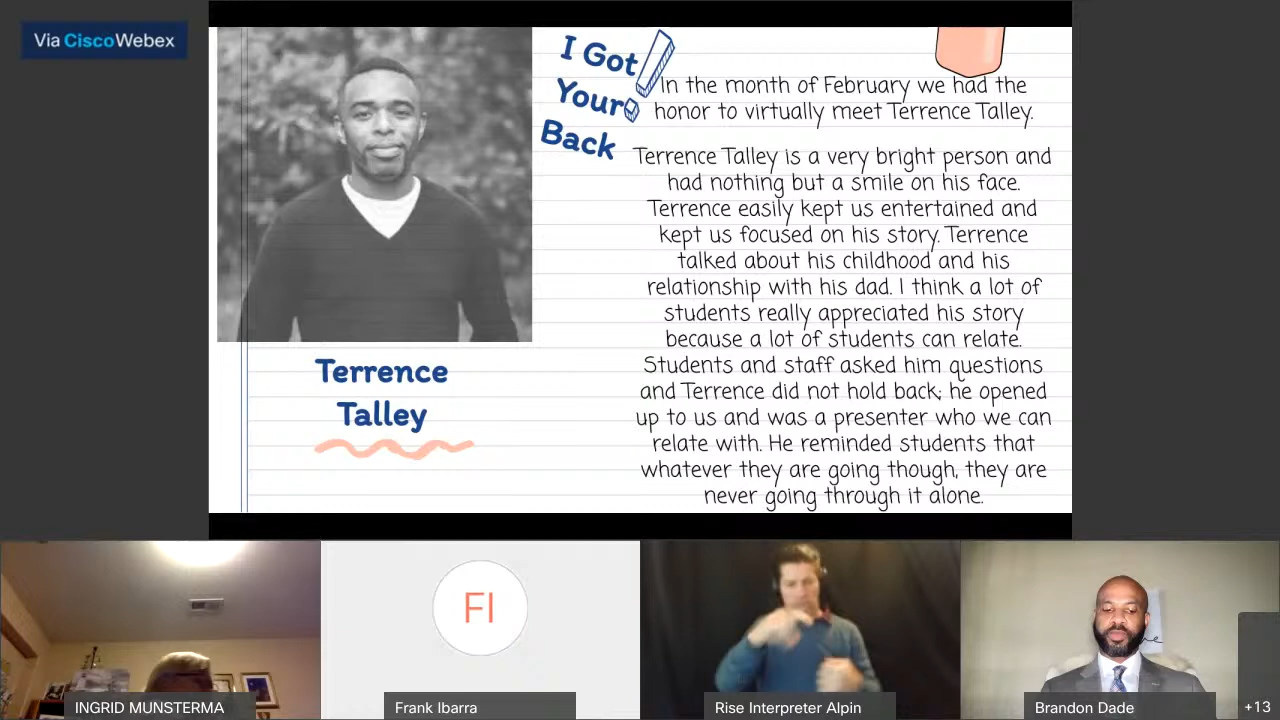 Via CiscoWebex
I Got
Your
Back
In the month of February we had the
honor to virtually meet Terrence Talley.
Terrence Talley is a very bright person and
had nothing but a smile on his face.
Terrence easily kept us entertained and
kept us focused on his story. Terrence
talked about his childhood and his
relationship with his dad. I think a lot of
students really appreciated his story
because a lot of students can relate.
Students and staff asked him questions
and Terrence did not hold back; he opened
up to us and was a presenter who we can
relate with. He reminded students that
whatever they are going though, they are
never going through it alone.
Terrence
Talley
FI
INGRID MUNSTERMA
Frank Ibarra
Rise Interpreter Alpin
Brandon Dade
+13